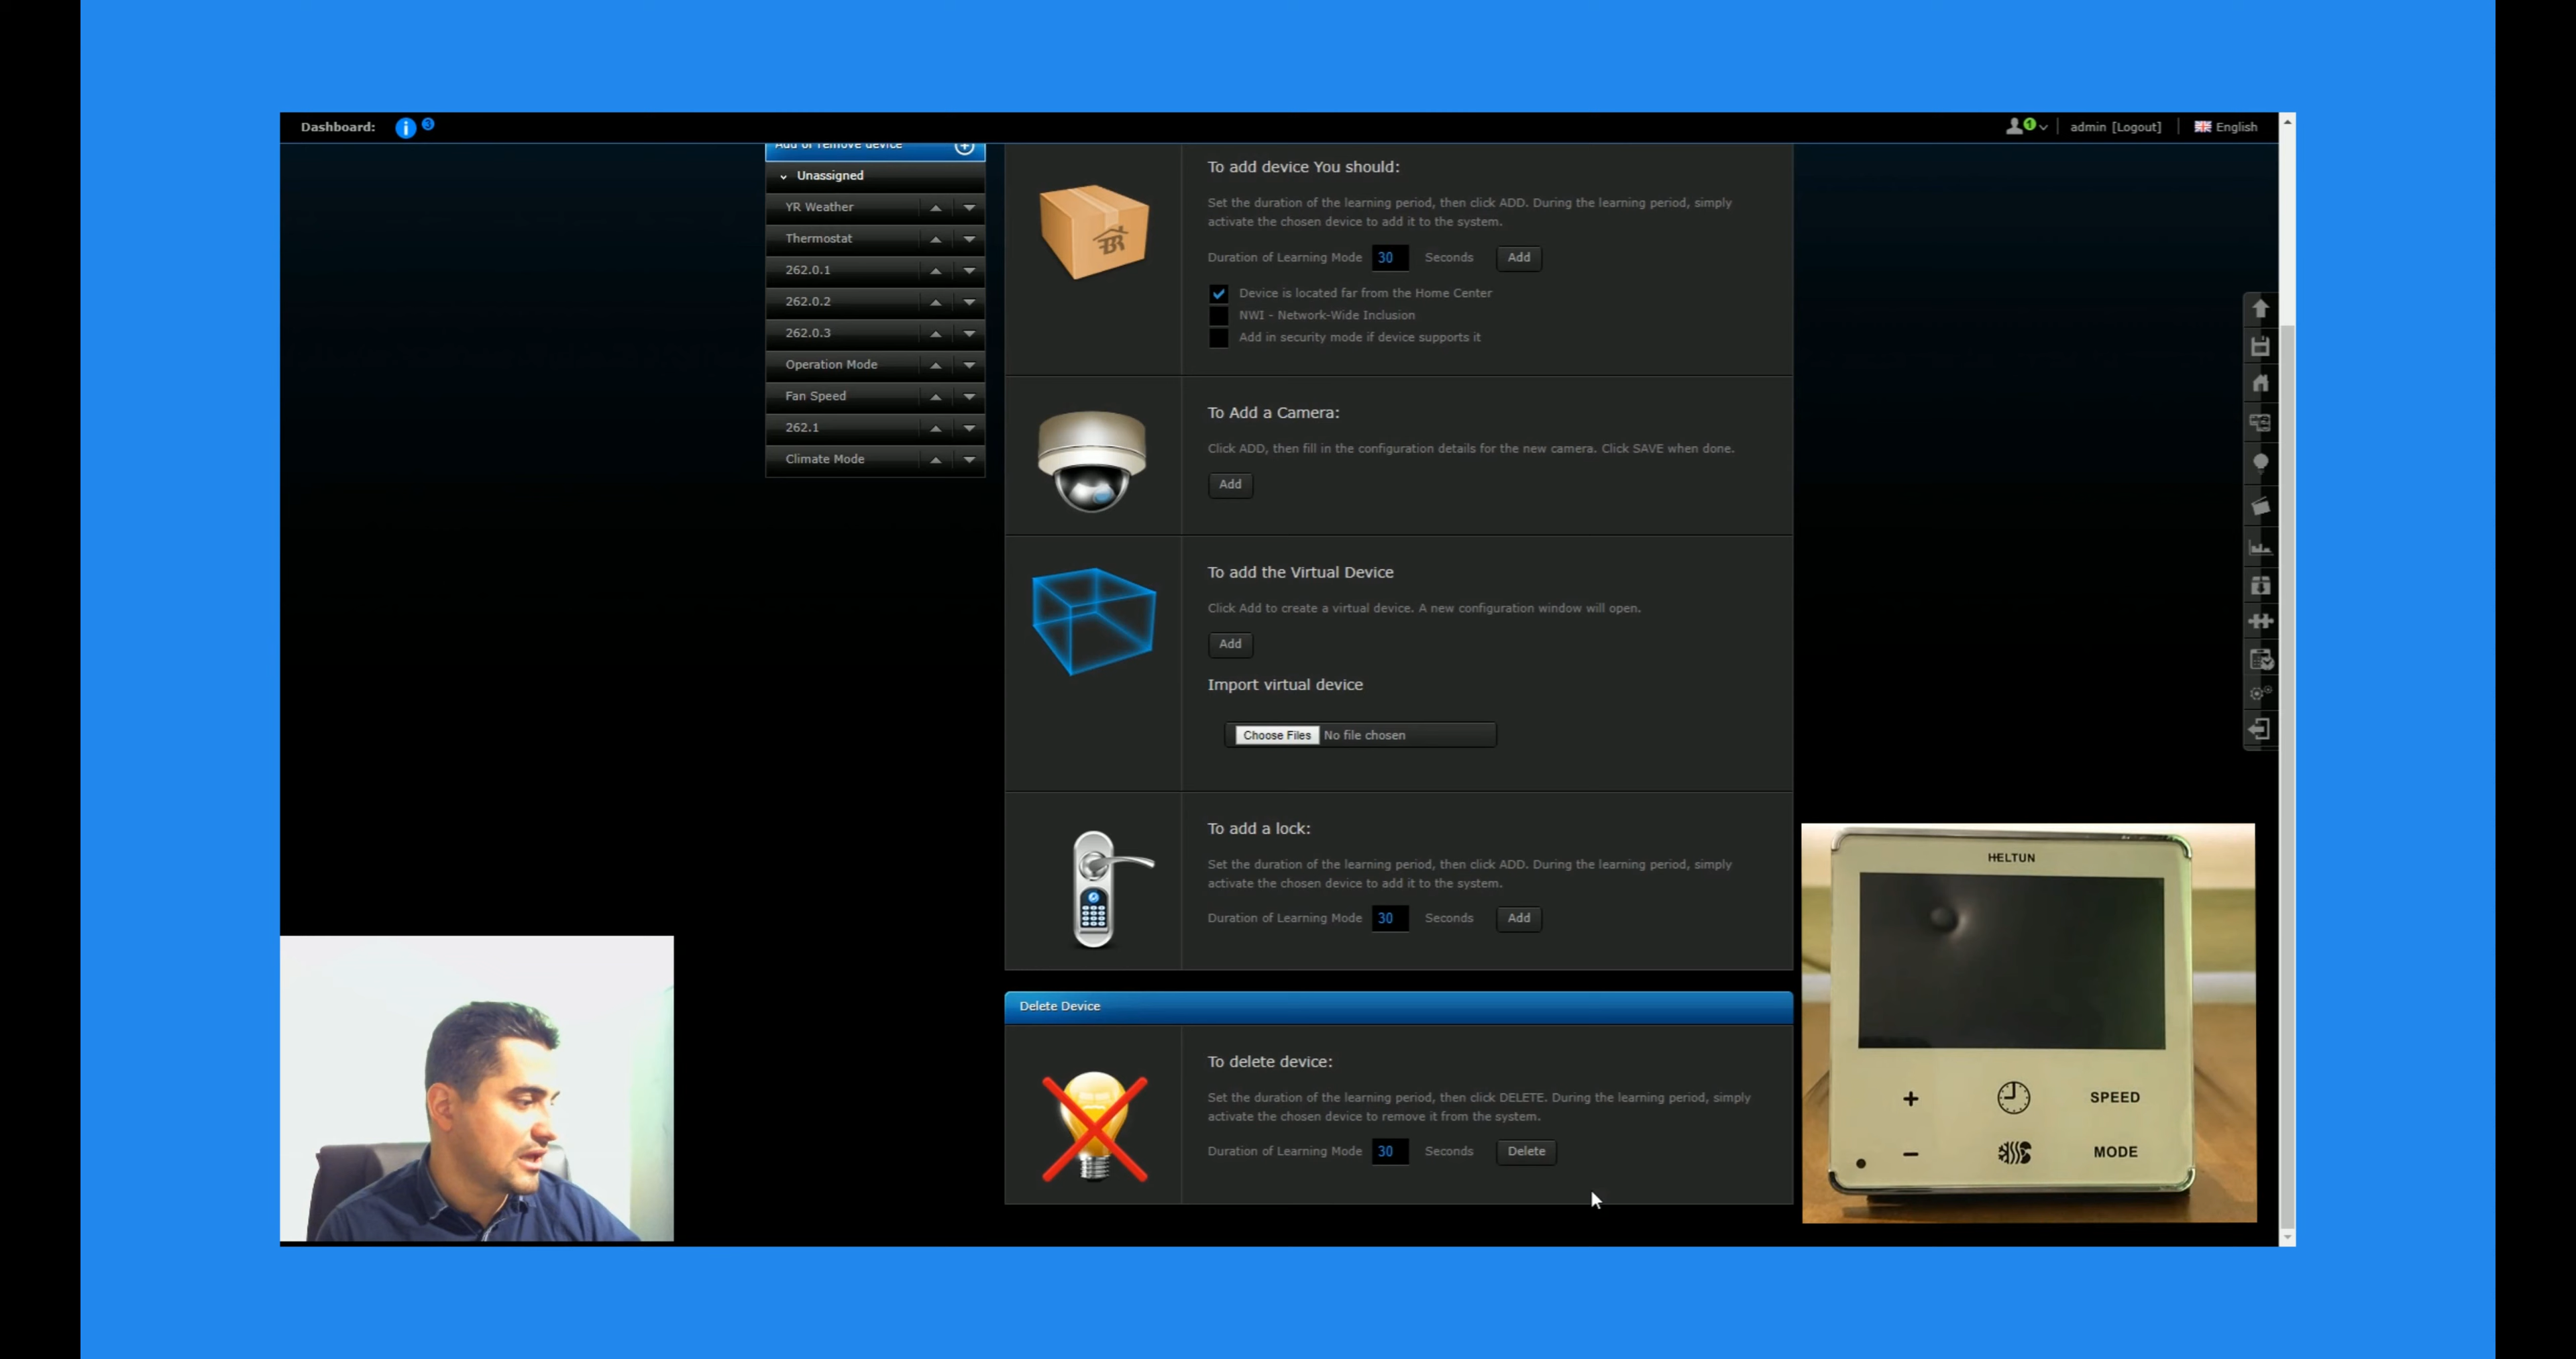 Dashboard: i 3
1 admin [Logout] English
Add or remove device
Unassigned
YR Weather
Thermostat
262.0.1
262.0.2
262.0.3
Operation Mode
Fan Speed
262.1
Climate Mode
To add device You should:
Set the duration of the learning period, then click ADD. During the learning period, simply
activate the chosen device to add it to the system.
Duration of Learning Mode 30 Seconds Add
Device is located far from the Home Center
NWI - Network-Wide Inclusion
Add in security mode if device supports it
To Add a Camera:
Click ADD, then fill in the configuration details for the new camera. Click SAVE when done.
Add
To add the Virtual Device
Click Add to create a virtual device. A new configuration window will open.
Add
Import virtual device
Choose Files No file chosen
To add a lock:
Set the duration of the learning period, then click ADD. During the learning period, simply
activate the chosen device to add it to the system.
Duration of Learning Mode 30 Seconds Add
Delete Device
To delete device:
Set the duration of the learning period, then click DELETE. During the learning period, simply
activate the chosen device to remove it from the system.
Duration of Learning Mode 30 Seconds Delete
HELTUN
+ SPEED
− MODE